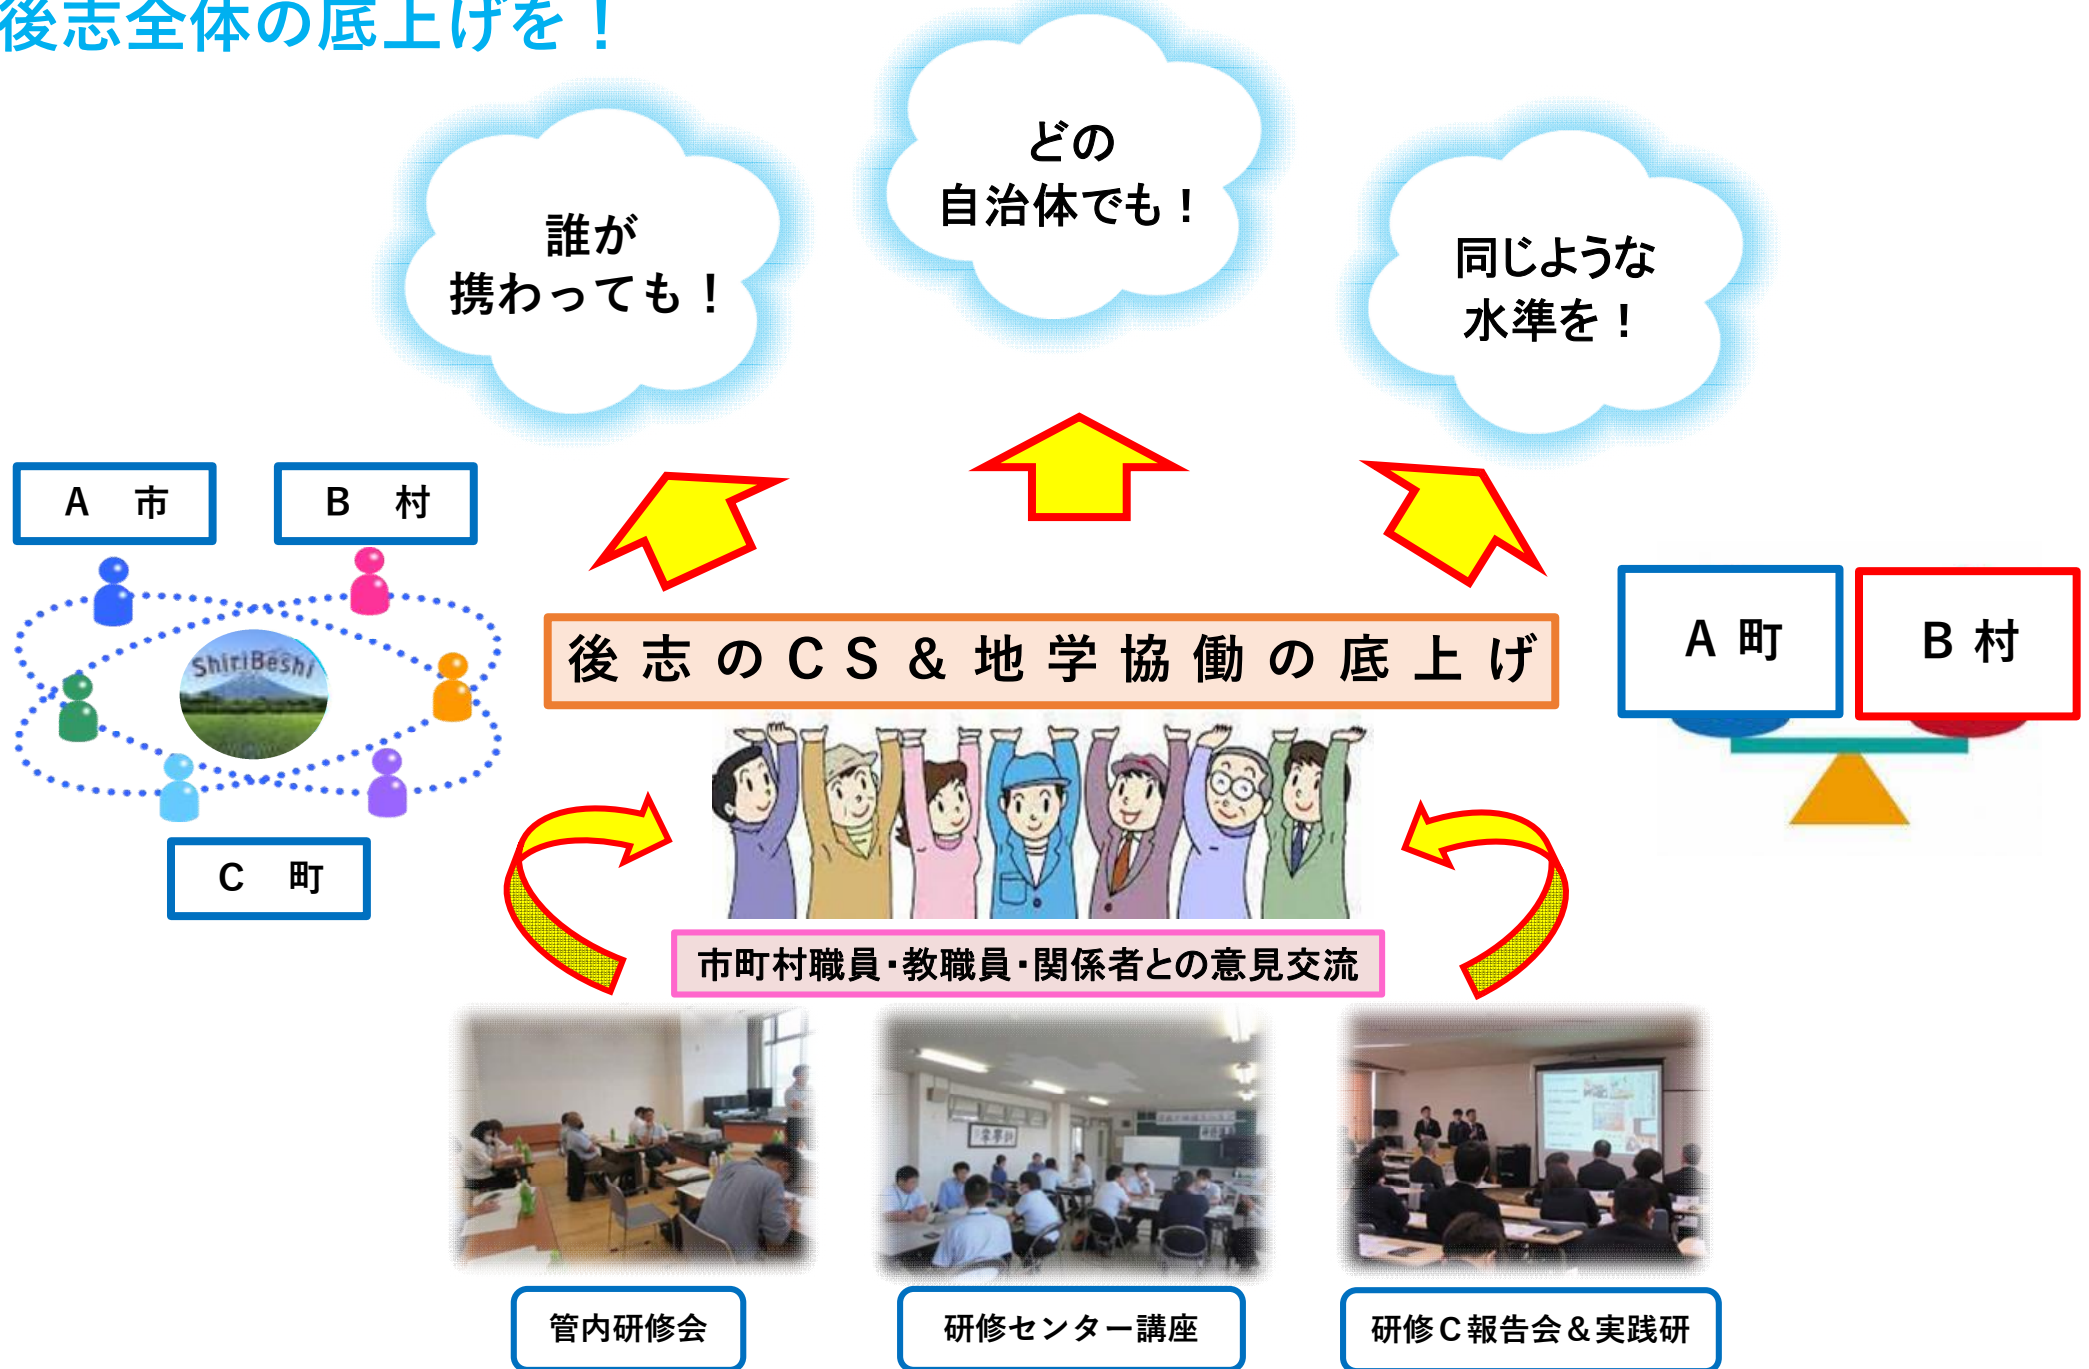 後志全体の底上げを！
どの
自治体でも！
誰が
携わっても！
同じような
水準を！
A 市
B 村
ShiriBeshi
C 町
後志のCS＆地学協働の底上げ
A 町
B 村
市町村職員・教職員・関係者との意見交流
管内研修会
研修センター講座
研修C報告会＆実践研